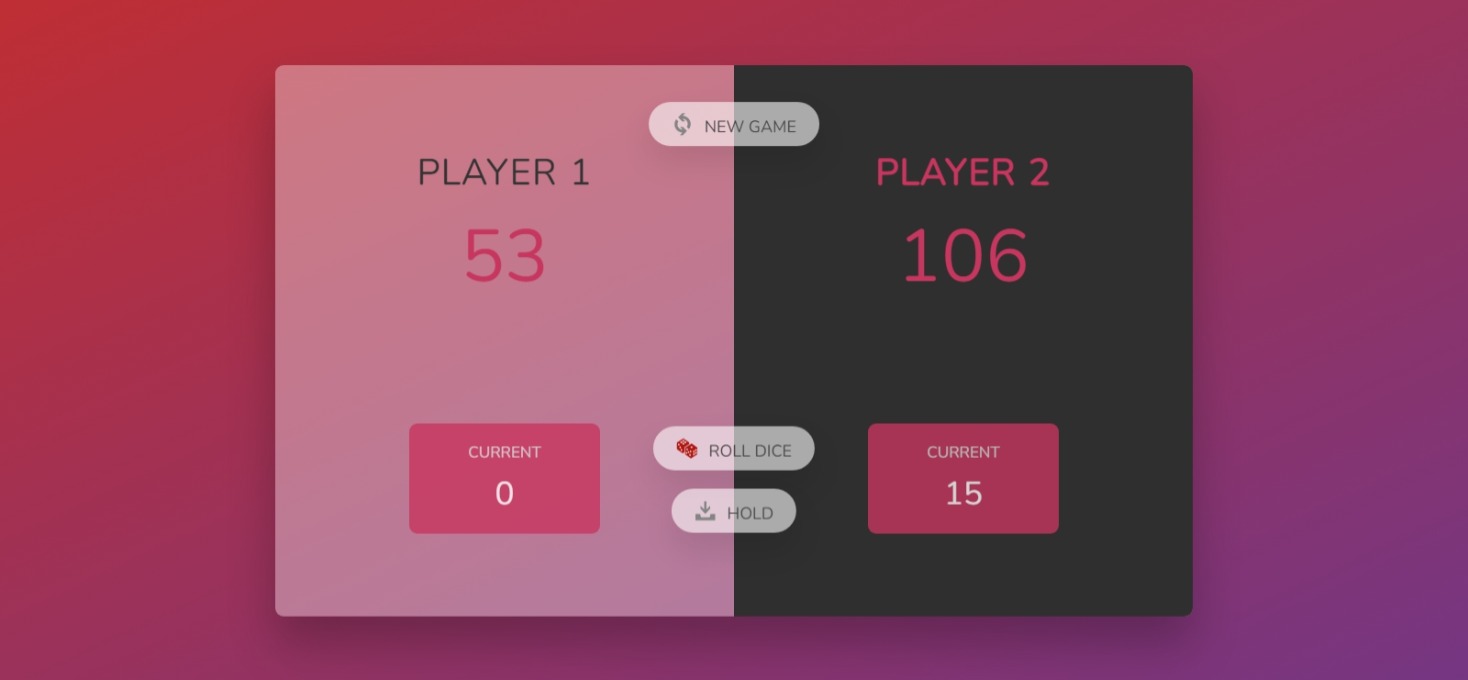 NEW GAME
PLAYER 1
53
PLAYER 2
106
CURRENT
0
ROLL DICE
HOLD
CURRENT
15